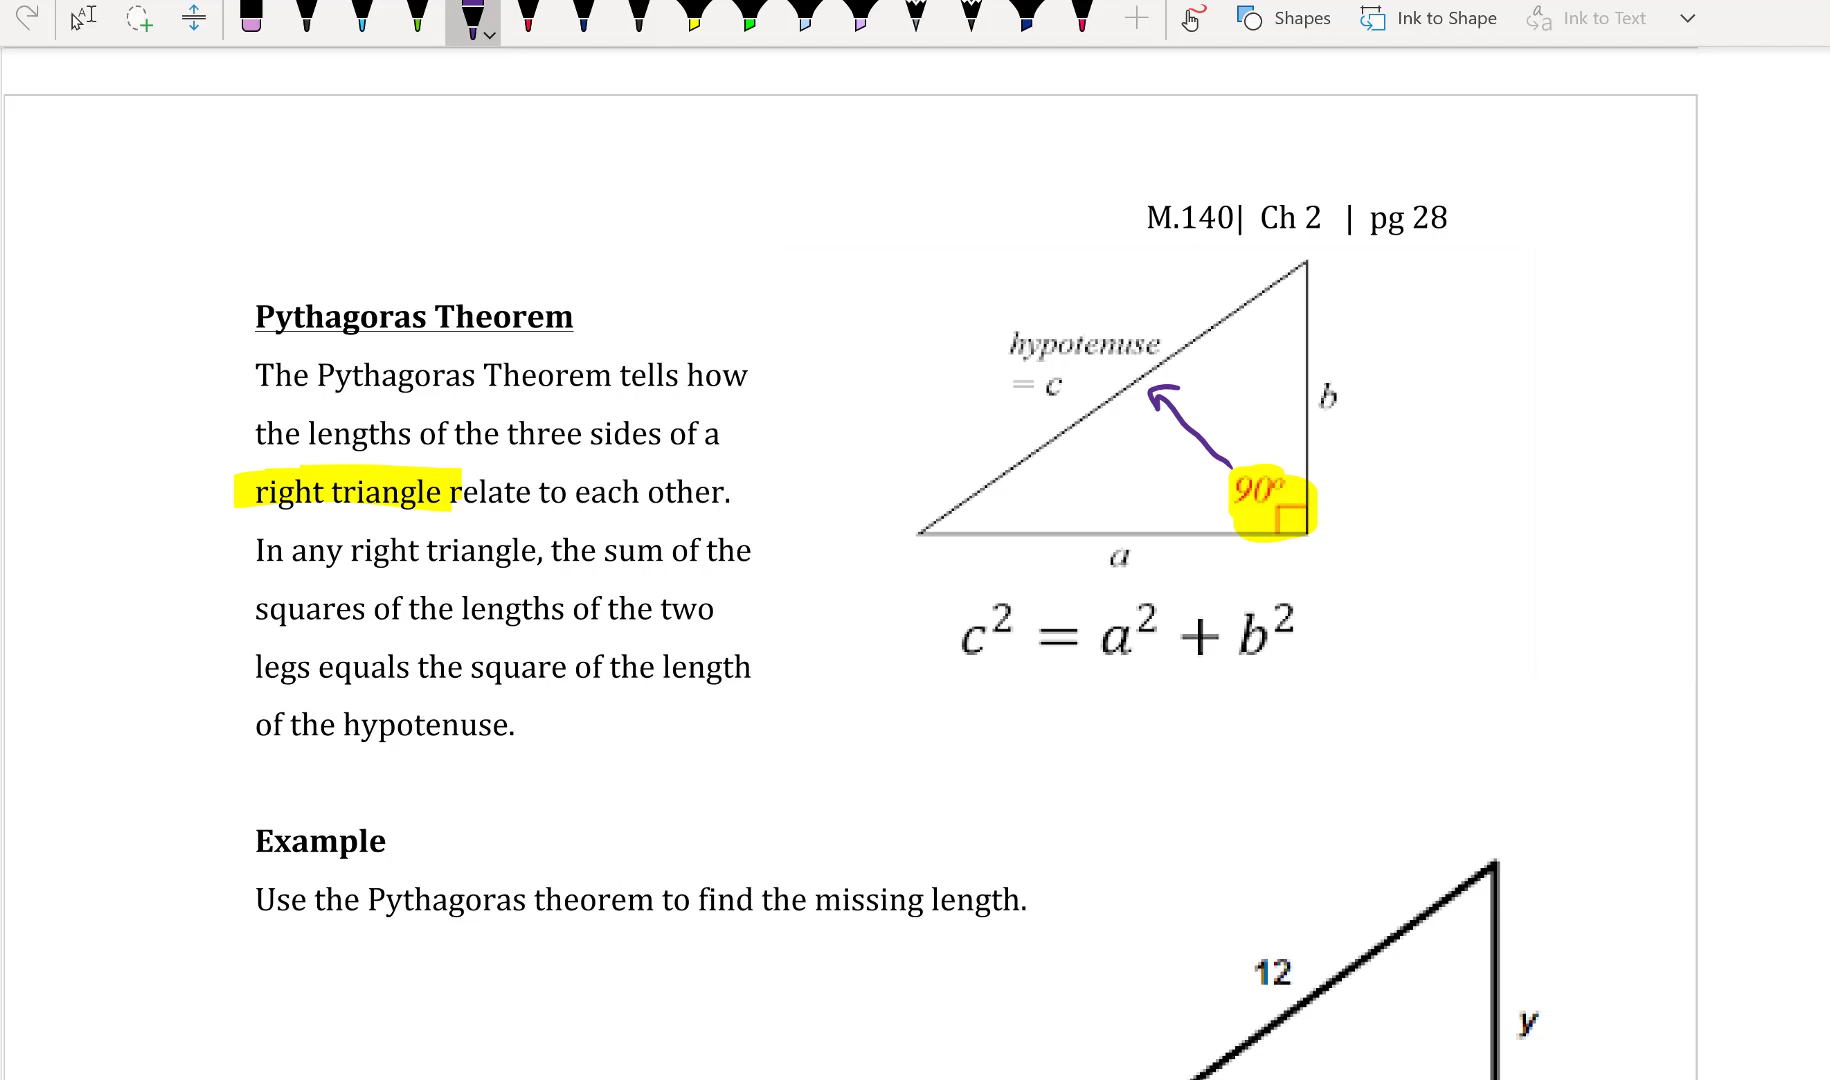 Shapes
Ink to Shape
Ink to Text
M.140| Ch 2 | pg 28
Pythagoras Theorem
The Pythagoras Theorem tells how
the lengths of the three sides of a
right triangle relate to each other.
In any right triangle, the sum of the
squares of the lengths of the two
legs equals the square of the length
of the hypotenuse.
hypotenuse
= c
b
90°
a
c² = a² + b²
Example
Use the Pythagoras theorem to find the missing length.
12
y